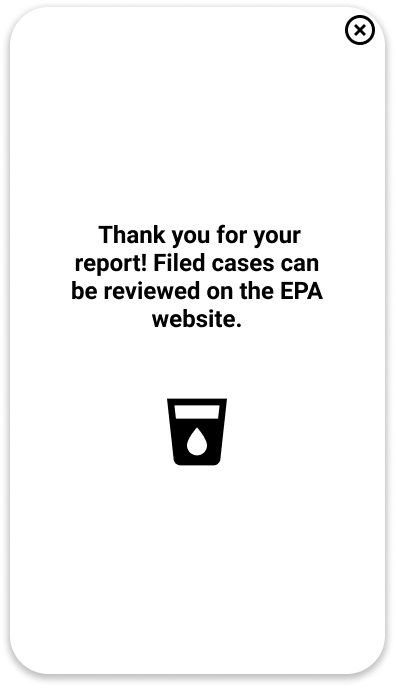 Thank you for your
report! Filed cases can
be reviewed on the EPA
website.